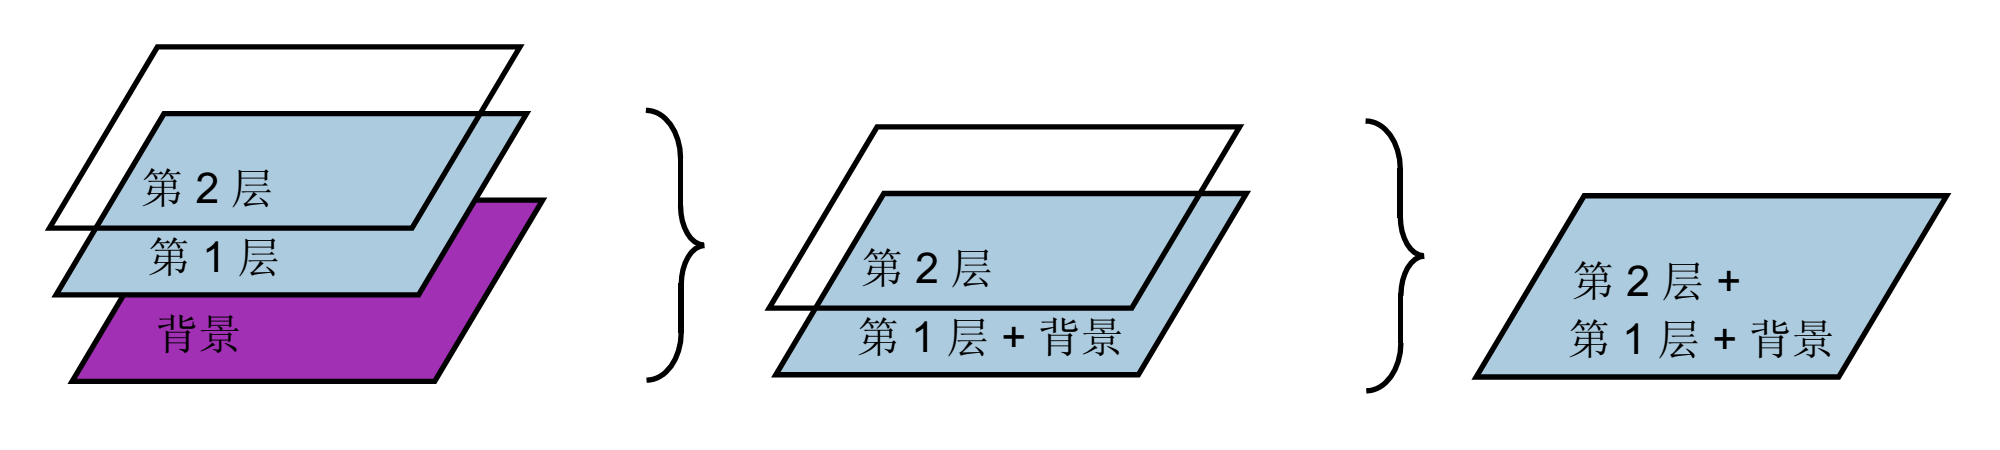 第 2 层
第 1 层
背景
第 2 层
第 1 层 + 背景
第 2 层 +
第 1 层 + 背景